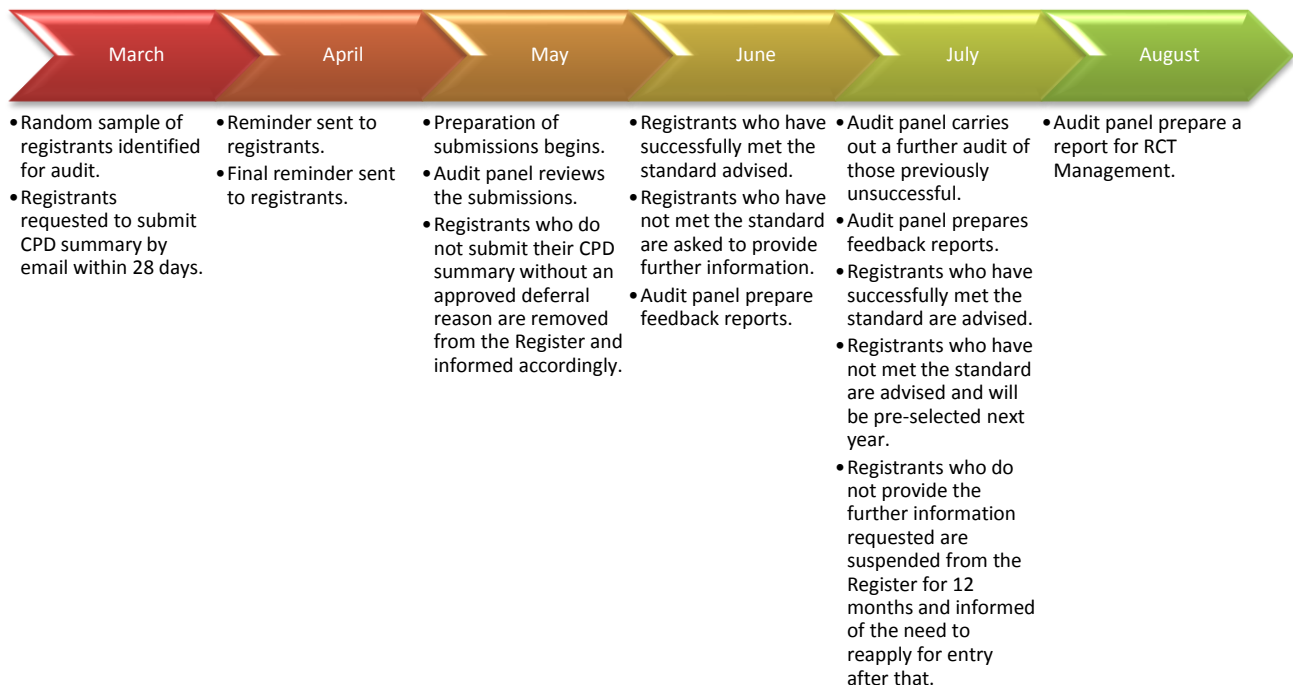 March
April
May
June
July
August
•Random sample of
registrants identified
for audit.
•Registrants
requested to submit
CPD summary by
email within 28 days.
•Reminder sent to
registrants.
•Final reminder sent
to registrants.
•Preparation of
submissions begins.
•Audit panel reviews
the submissions.
•Registrants who do
not submit their CPD
summary without an
approved deferral
reason are removed
from the Register and
informed accordingly.
•Registrants who have
successfully met the
standard advised.
•Registrants who have
not met the standard
are asked to provide
further information.
•Audit panel prepare
feedback reports.
•Audit panel carries
out a further audit of
those previously
unsuccessful.
•Audit panel prepares
feedback reports.
•Registrants who have
successfully met the
standard are advised.
•Registrants who have
not met the standard
are advised and will
be pre-selected next
year.
•Registrants who do
not provide the
further information
requested are
suspended from the
Register for 12
months and informed
of the need to
reapply for entry
after that.
•Audit panel prepare a
report for RCT
Management.